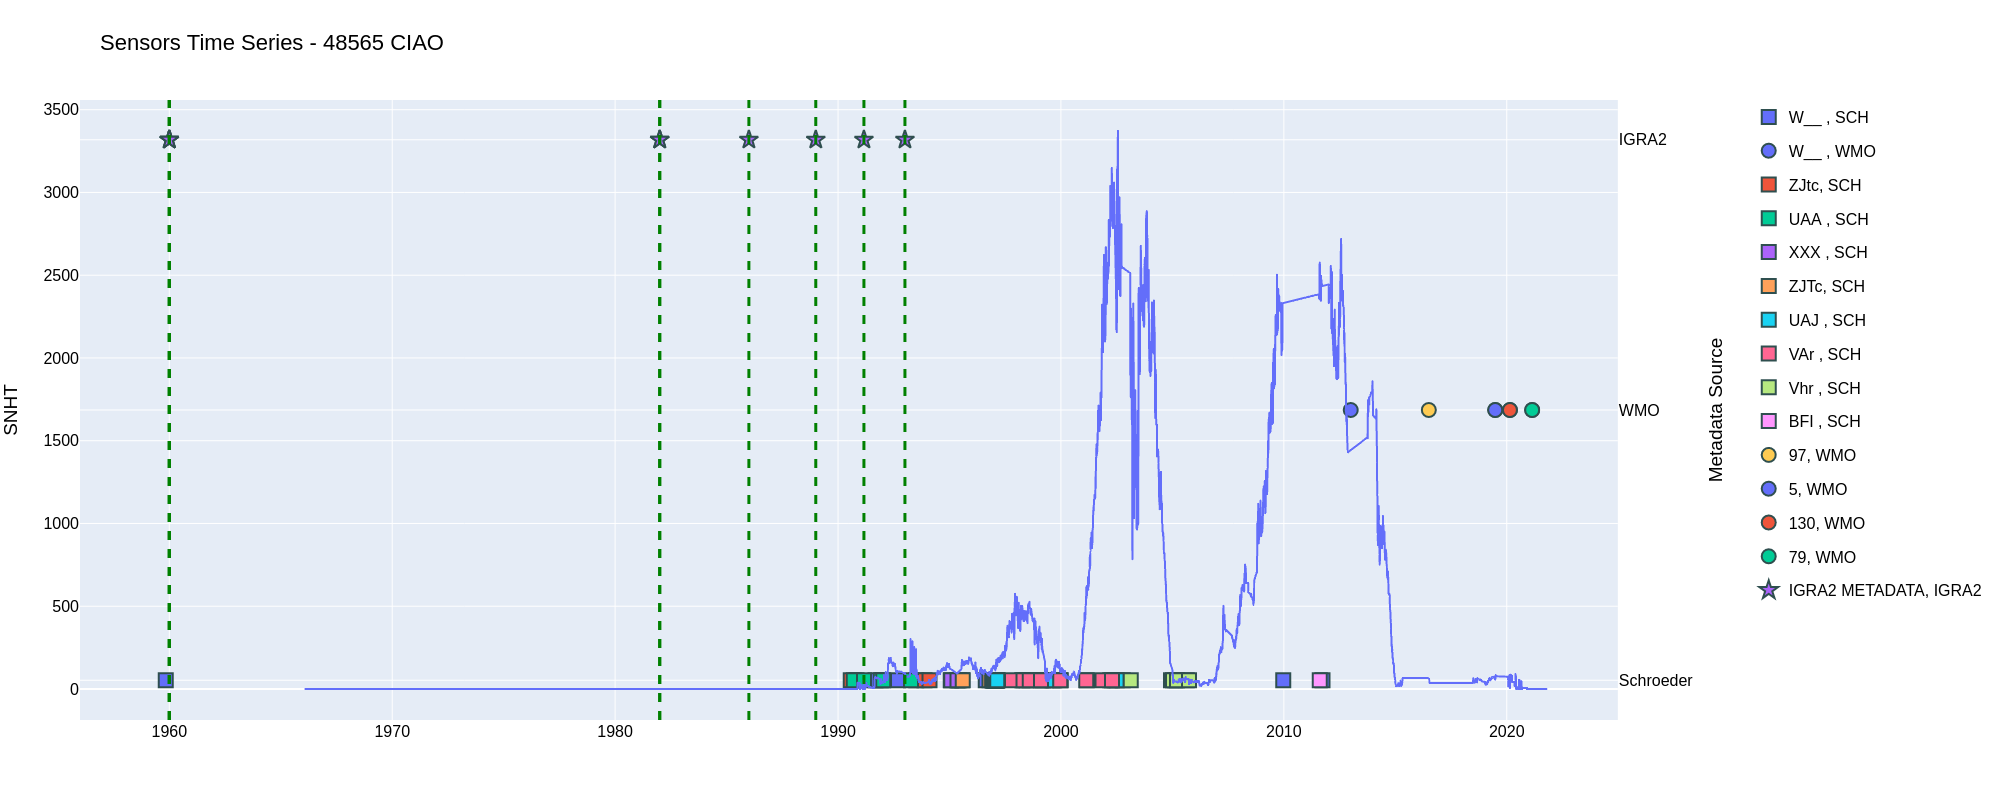 Sensors Time Series - 48565 CIAO
SNHT
3500
3000
2500
2000
1500
1000
500
0
1960
1970
1980
1990
2000
2010
2020
IGRA2
WMO
Schroeder
Metadata Source
W__ , SCH
W__ , WMO
ZJtc, SCH
UAA , SCH
XXX , SCH
ZJTc, SCH
UAJ , SCH
VAr , SCH
Vhr , SCH
BFI , SCH
97, WMO
5, WMO
130, WMO
79, WMO
IGRA2 METADATA, IGRA2